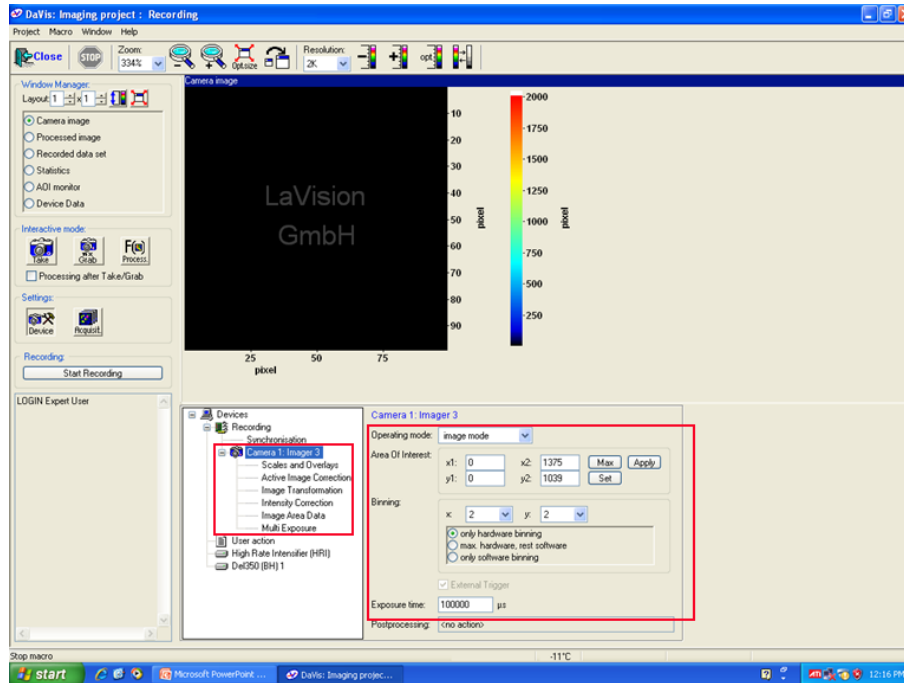 DaVis: Imaging project : Recording
Project Macro Window Help
Close
STOP
Zoom:
334%
Opt.size
Resolution:
2K
opt
Window Manager:
Layout 1 x 1
Camera image
Processed image
Recorded data set
Statistics
AOI monitor
Device Data
Interactive mode:
Take
Grab
F(x)
Process.
Processing after Take/Grab
Settings:
Device
Acquisit.
Recording:
Start Recording
LOGIN Expert User
Camera image
LaVision
GmbH
10
20
30
40
50
60
70
80
90
pixel
25 50 75
pixel
2000
1750
1500
1250
1000
750
500
250
pixel
Devices
Recording
Synchronisation
Camera 1: Imager 3
Scales and Overlays
Active Image Correction
Image Transformation
Intensity Correction
Image Area Data
Multi Exposure
User action
High Rate Intensifier (HRI)
Del350 (BH) 1
Camera 1: Imager 3
Operating mode: image mode
Area Of Interest:
x1: 0 x2: 1375 Max Apply
y1: 0 y2: 1039 Set
Binning:
x: 2 y: 2
only hardware binning
max. hardware, rest software
only software binning
External Trigger
Exposure time: 100000 µs
Postprocessing: <no action>
Stop macro
-11°C
start
Microsoft PowerPoint ...
DaVis: Imaging projec...
12:16 PM